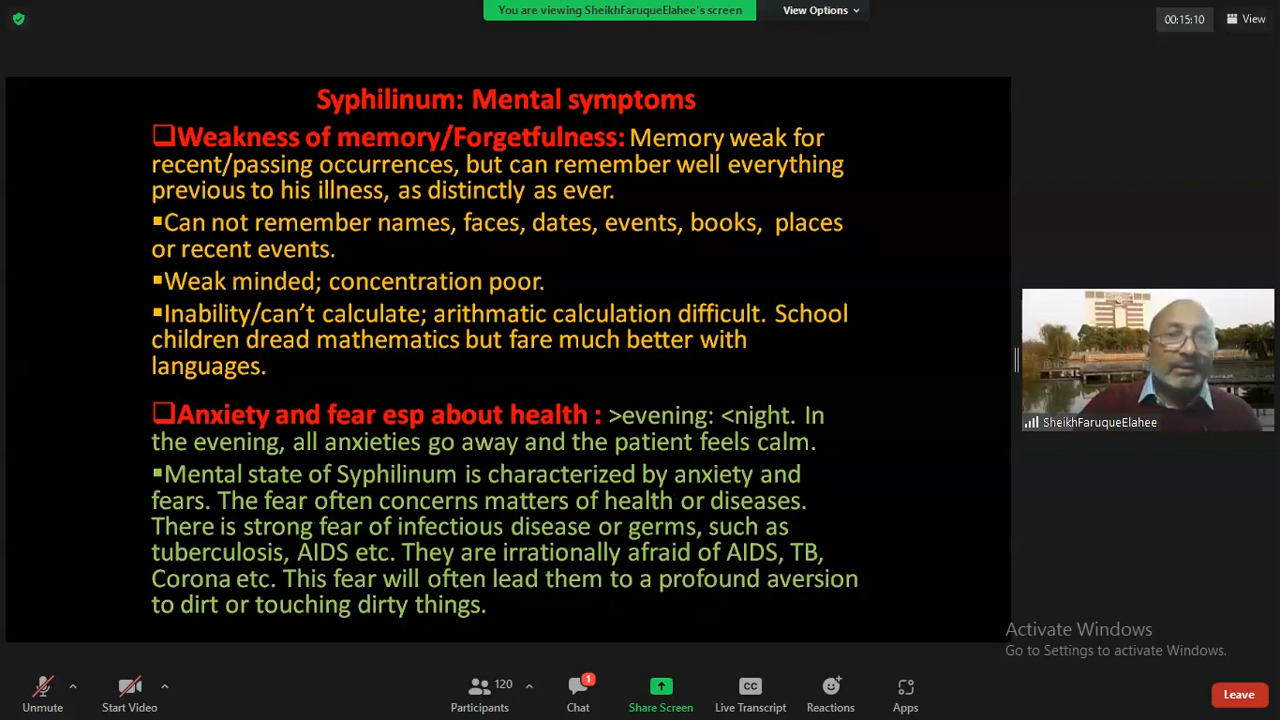 You are viewing SheikhFaruqueElahee's screen
View Options
00:15:10
View
Syphilinum: Mental symptoms
❑Weakness of memory/Forgetfulness: Memory weak for
recent/passing occurrences, but can remember well everything
previous to his illness, as distinctly as ever.
▪Can not remember names, faces, dates, events, books, places
or recent events.
▪Weak minded; concentration poor.
▪Inability/can't calculate; arithmatic calculation difficult. School
children dread mathematics but fare much better with
languages.
❑Anxiety and fear esp about health : >evening: <night. In
the evening, all anxieties go away and the patient feels calm.
▪Mental state of Syphilinum is characterized by anxiety and
fears. The fear often concerns matters of health or diseases.
There is strong fear of infectious disease or germs, such as
tuberculosis, AIDS etc. They are irrationally afraid of AIDS, TB,
Corona etc. This fear will often lead them to a profound aversion
to dirt or touching dirty things.
SheikhFaruqueElahee
Activate Windows
Go to Settings to activate Windows.
Unmute
Start Video
120
Participants
1
Chat
Share Screen
CC
Live Transcript
Reactions
Apps
Leave